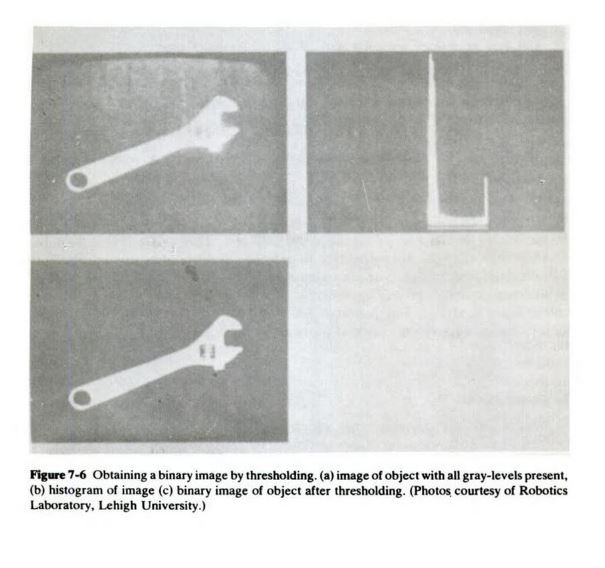 Figure 7-6 Obtaining a binary image by thresholding. (a) image of object with all gray-levels present,
(b) histogram of image (c) binary image of object after thresholding. (Photos courtesy of Robotics
Laboratory, Lehigh University.)